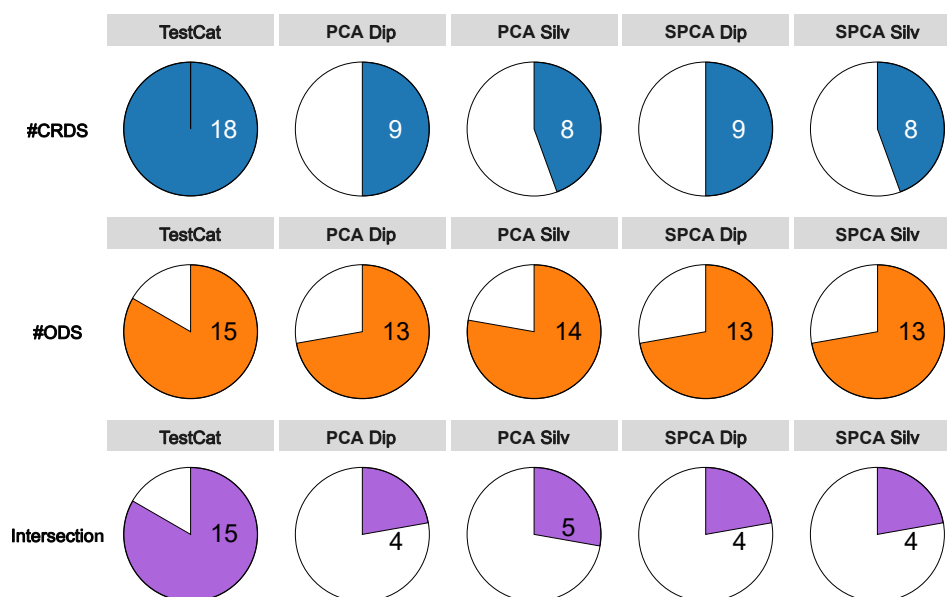 TestCat PCA Dip PCA Silv SPCA Dip SPCA Silv
#CRDS 18 9 8 9 8
TestCat PCA Dip PCA Silv SPCA Dip SPCA Silv
#ODS 15 13 14 13 13
TestCat PCA Dip PCA Silv SPCA Dip SPCA Silv
Intersection 15 4 5 4 4